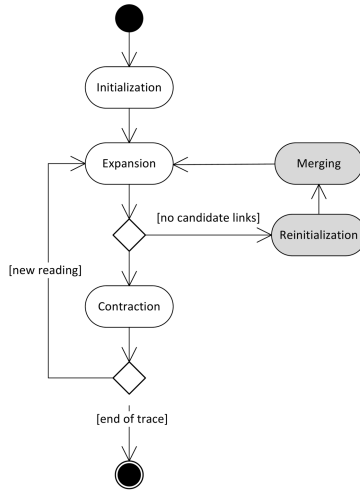 Initialization
Expansion
Merging
[no candidate links]
Reinitialization
[new reading]
Contraction
[end of trace]